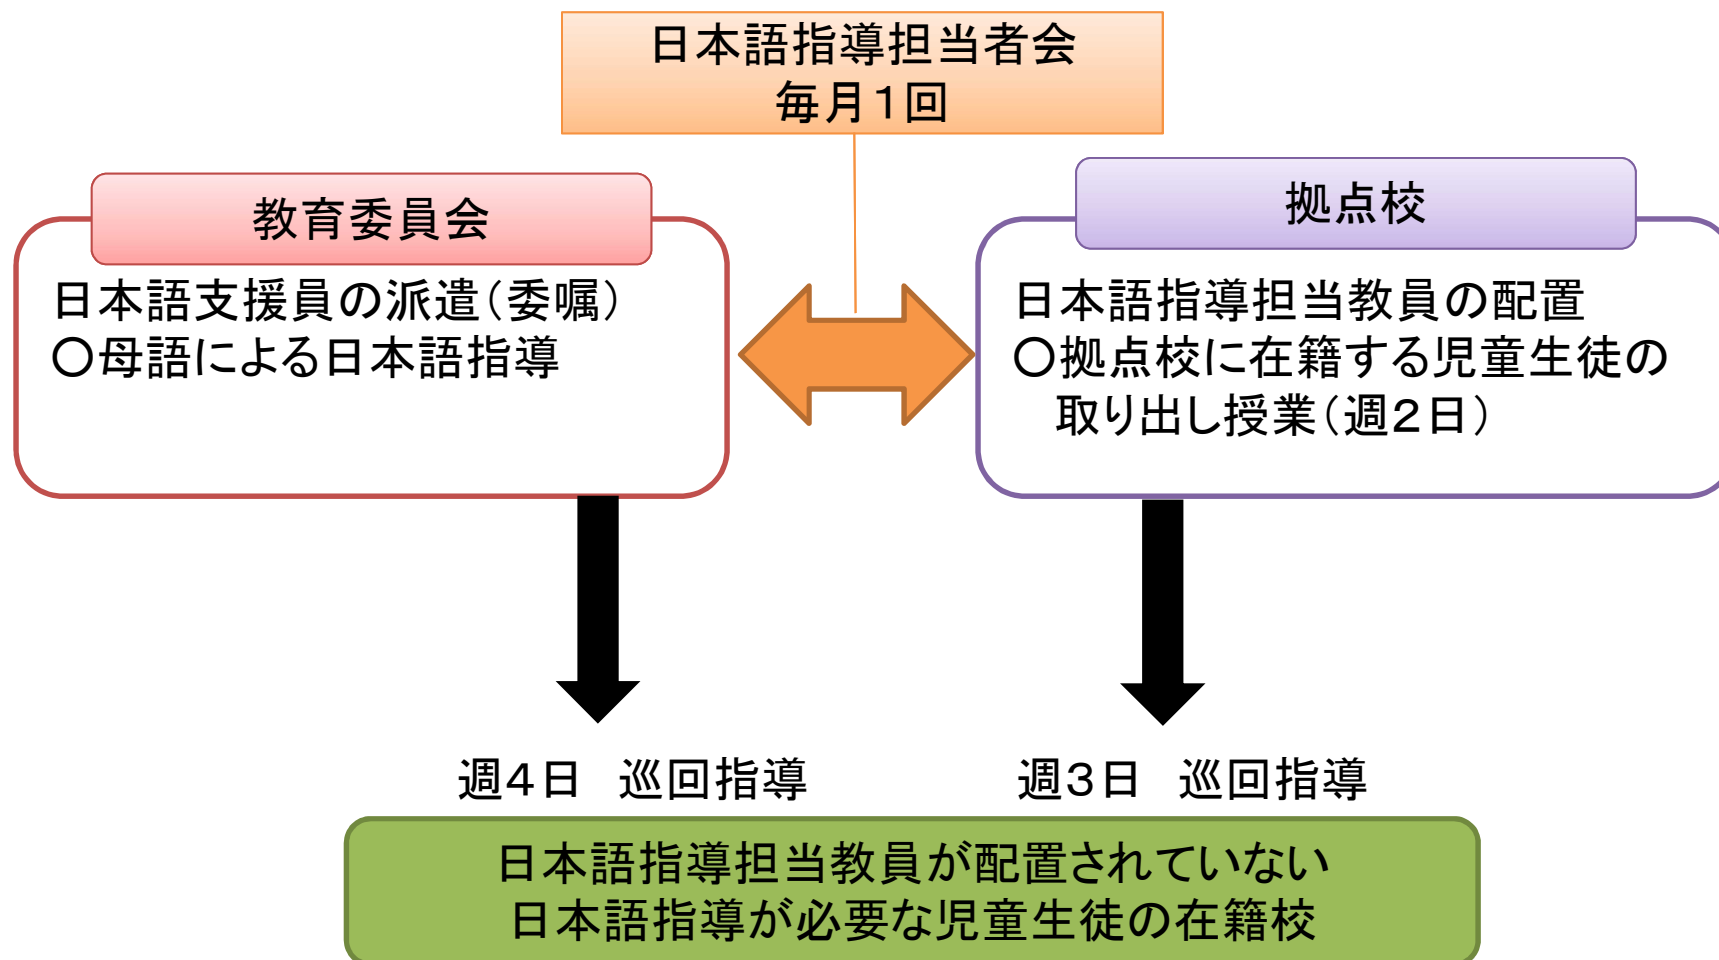 日本語指導担当者会
毎月１回
教育委員会
日本語支援員の派遣（委嘱）
○母語による日本語指導
拠点校
日本語指導担当教員の配置
○拠点校に在籍する児童生徒の
取り出し授業（週２日）
週４日　巡回指導
週３日　巡回指導
日本語指導担当教員が配置されていない
日本語指導が必要な児童生徒の在籍校